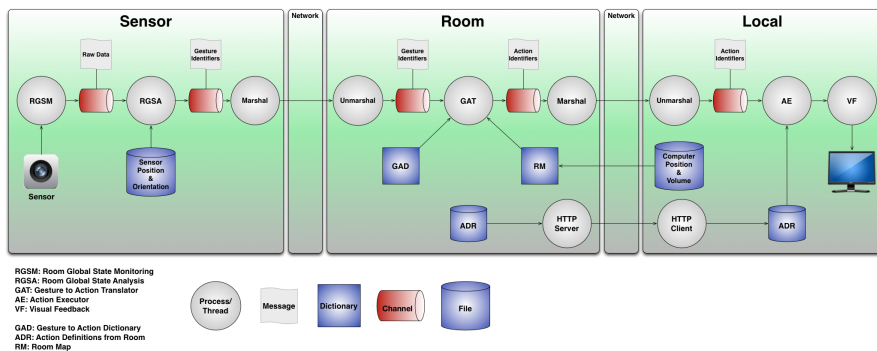 Sensor
Network
Room
Network
Local
Raw Data
Gesture
Identifiers
Gesture
Identifiers
Action
Identifiers
Action
Identifiers
RGSM
RGSA
Marshal
Unmarshal
GAT
Marshal
Unmarshal
AE
VF
Sensor
Sensor
Position
&
Orientation
GAD
RM
Computer
Position
&
Volume
ADR
HTTP
Server
HTTP
Client
ADR
RGSM: Room Global State Monitoring
RGSA: Room Global State Analysis
GAT: Gesture to Action Translator
AE: Action Executor
VF: Visual Feedback
GAD: Gesture to Action Dictionary
ADR: Action Definitions from Room
RM: Room Map
Process/
Thread
Message
Dictionary
Channel
File